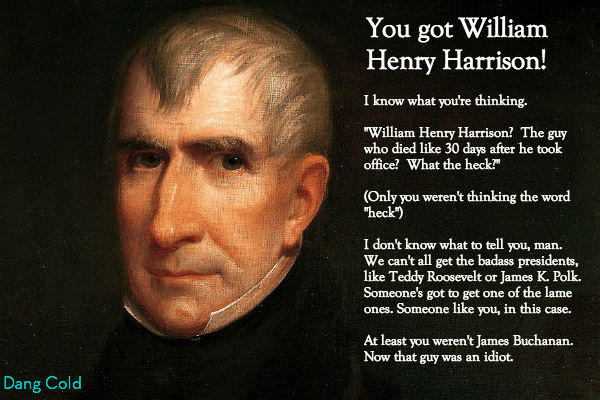 You got William
Henry Harrison!
I know what you're thinking.
"William Henry Harrison?  The guy
who died like 30 days after he took
office?  What the heck?"
(Only you weren't thinking the word
"heck")
I don't know what to tell you, man.
We can't all get the badass presidents,
like Teddy Roosevelt or James K. Polk.
Someone's got to get one of the lame
ones. Someone like you, in this case.
At least you weren't James Buchanan.
Now that guy was an idiot.
Dang Cold